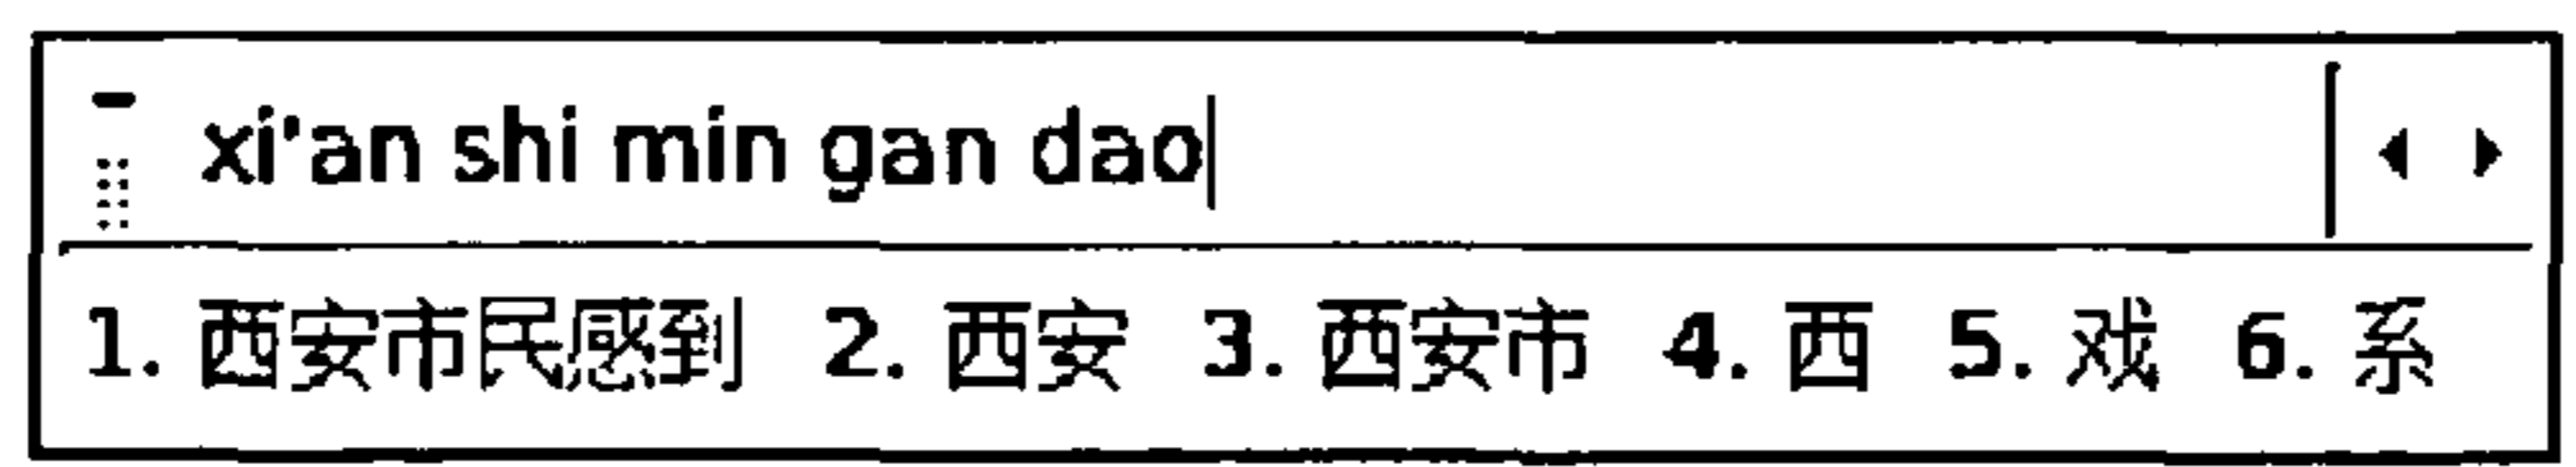 xi'an shi min gan dao
1. 西安市民感到 2. 西安 3. 西安市 4. 西 5. 戏 6. 系